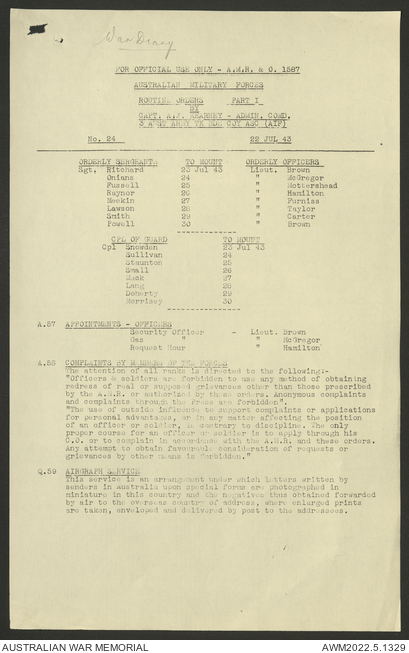 War Diary
FOR OFFICIAL USE ONLY - A.M.R. & O. 1587
AUSTRALIAN MILITARY FORCES
ROUTINE ORDERS PART I
BY
CAPT. A.W. KEARNEY - ADMIN. COMD.
3 AUST ARMY TK BDE COY ASC (AIF)
No. 24 22 JUL 43
ORDERLY SERGEANTS TO MOUNT ORDERLY OFFICERS
Sgt. Ritchard 23 Jul 43 Lieut. Brown
Onians 24 " McGregor
Fussell 25 " Mottershead
Raynor 26 " Hamilton
Meekin 27 " Furniss
Lawson 28 " Taylor
Smith 29 " Carter
Powell 30 " Brown
CPL OF GUARD TO MOUNT
Cpl Snowden 23 Jul 43
Sullivan 24
Staunton 25
Small 26
Mask 27
Lang 28
Doherty 29
Morrisey 30
A.57 APPOINTMENTS - OFFICERS
Security Officer - Lieut. Brown
Gas " " McGregor
Request Hour " Hamilton
A.58 COMPLAINTS BY MEMBERS OF THE FORCES
The attention of all ranks is directed to the following:-
"Officers & soldiers are forbidden to use any method of obtaining
redress of real or supposed grievances other than those prescribed
by the A.H.R. or authorized by these orders. Anonymous complaints
and complaints through the Press are forbidden".
"The use of outside influence to support complaints or applications
for personal advantages, or in any matter affecting the position
of an officer or soldier, is contrary to discipline. The only
proper course for an officer or soldier is to apply through his
C.O. or to complain in accordance with the A.H.R. and these orders.
Any attempt to obtain favourable consideration of requests or
grievances by other means is forbidden."
Q.59 AIRGRAPH SERVICE
This service is an arrangement under which letters written by
senders in Australia upon special forms are photographed in
miniature in this country and the negatives thus obtained forwarded
by air to the overseas country of address, where enlarged prints
are taken, enveloped and delivered by post to the addressees.
AUSTRALIAN WAR MEMORIAL AWM2022.5.1329